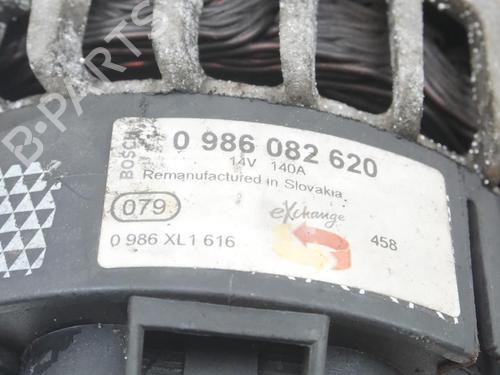 BOSCH
0 986 082 620
14V 140A
Remanufactured in Slovakia
079
eXchange
0 986 XL1 616
458
B-Parts